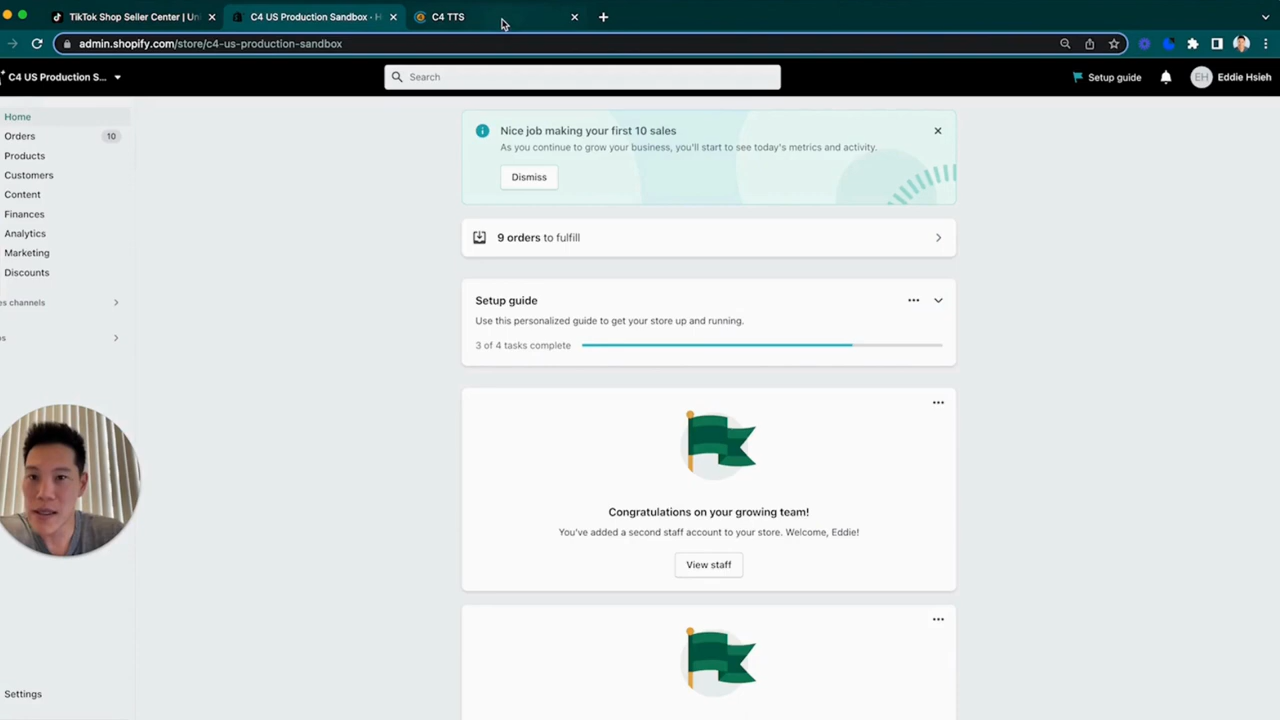 TikTok Shop Seller Center | Un
C4 US Production Sandbox · H
C4 TTS
admin.shopify.com/store/c4-us-production-sandbox
C4 US Production S...
Search
Setup guide
EH
Eddie Hsieh
Home
Orders
10
Products
Customers
Content
Finances
Analytics
Marketing
Discounts
es channels
ps
Settings
Nice job making your first 10 sales
As you continue to grow your business, you'll start to see today's metrics and activity.
Dismiss
9 orders to fulfill
Setup guide
Use this personalized guide to get your store up and running.
3 of 4 tasks complete
Congratulations on your growing team!
You've added a second staff account to your store. Welcome, Eddie!
View staff